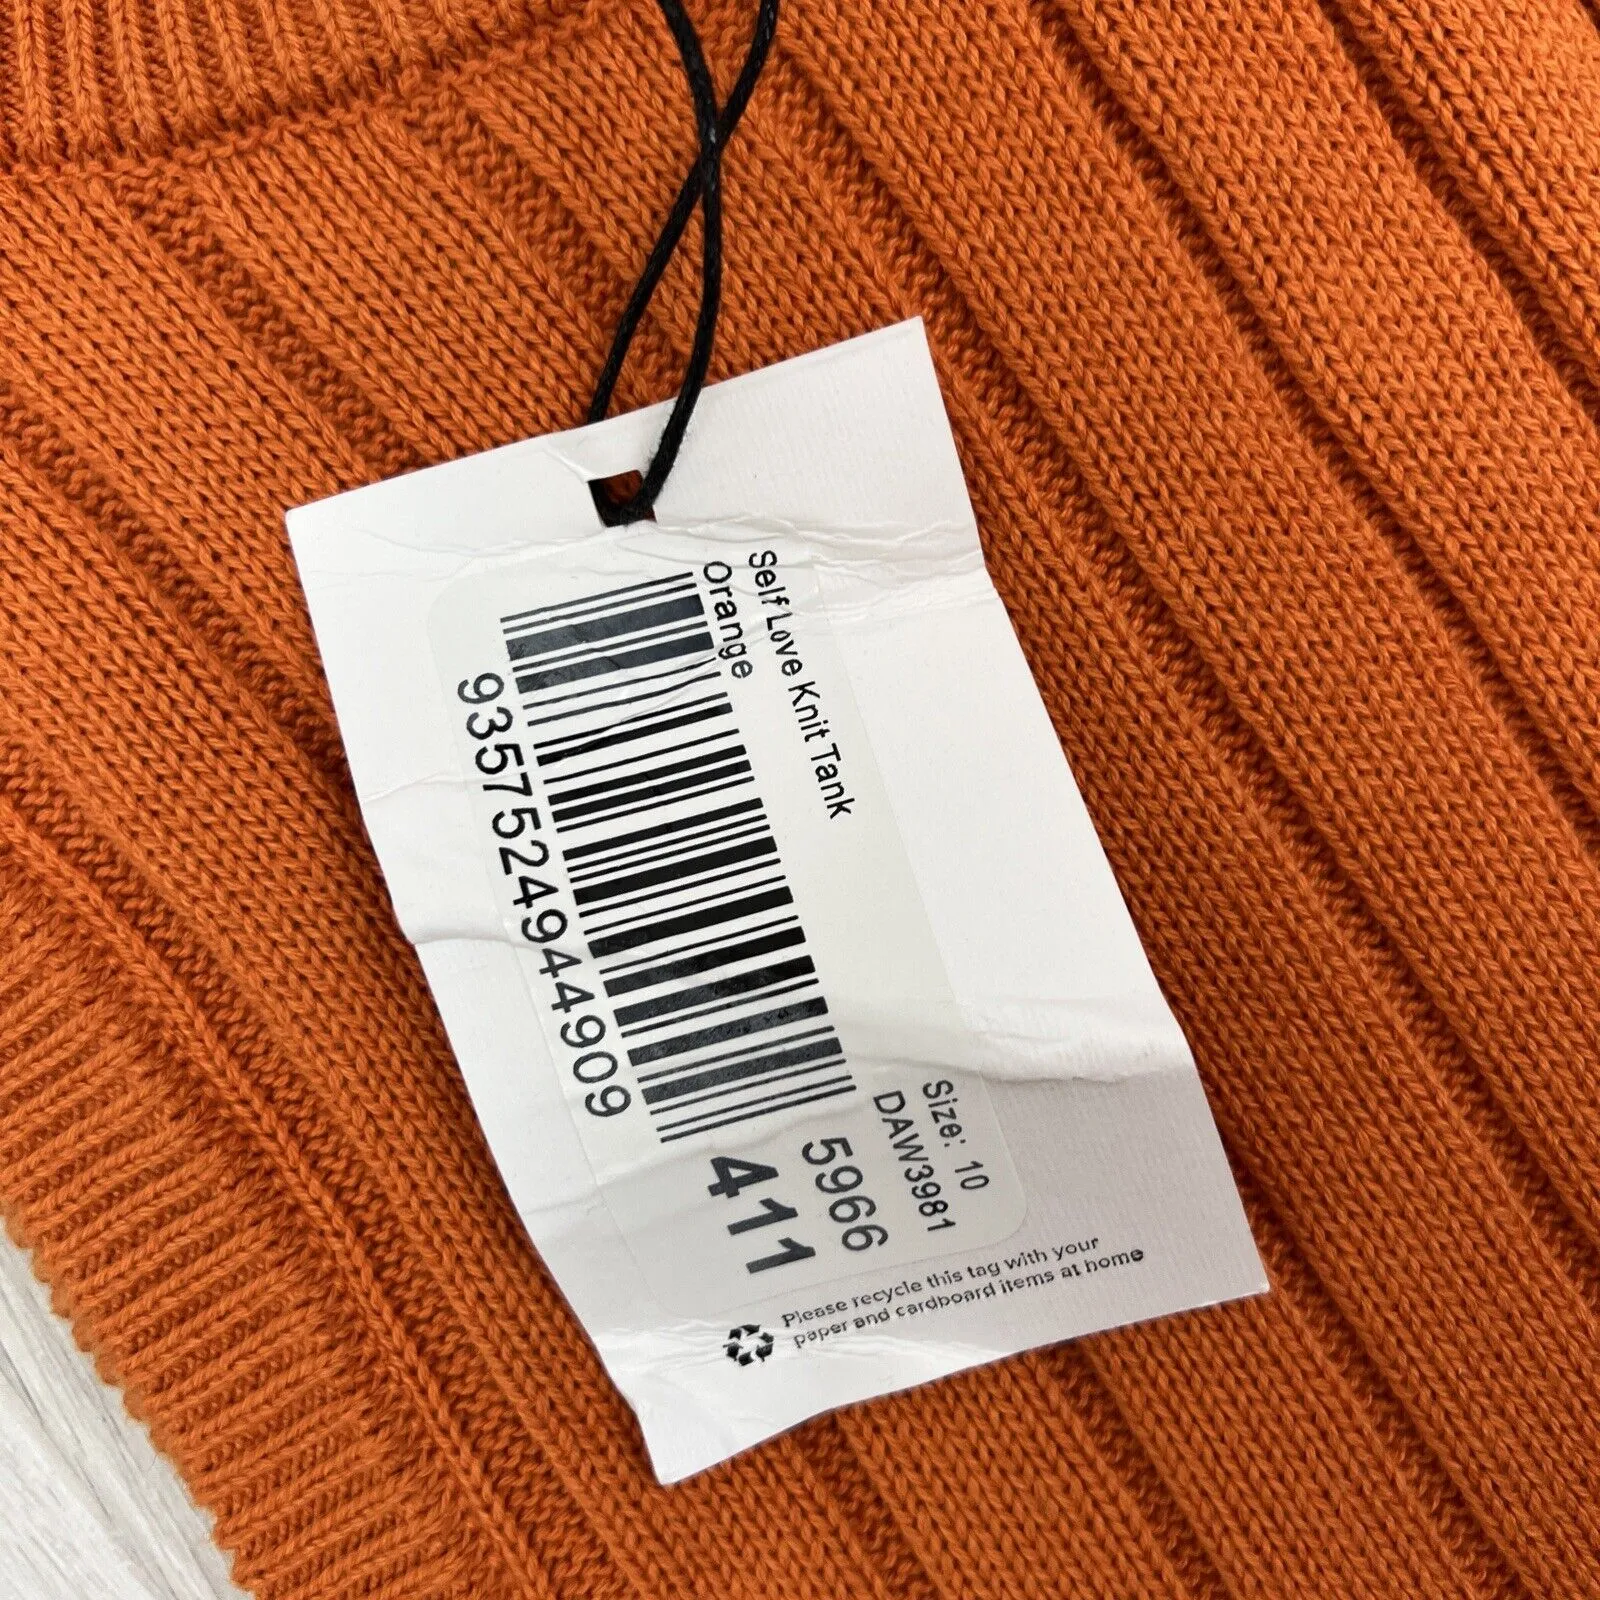 Self Love Knit Tank
Orange
9357524944909
Size: 10
DAW3981
5966
411
Please recycle this tag with your
paper and cardboard items at home